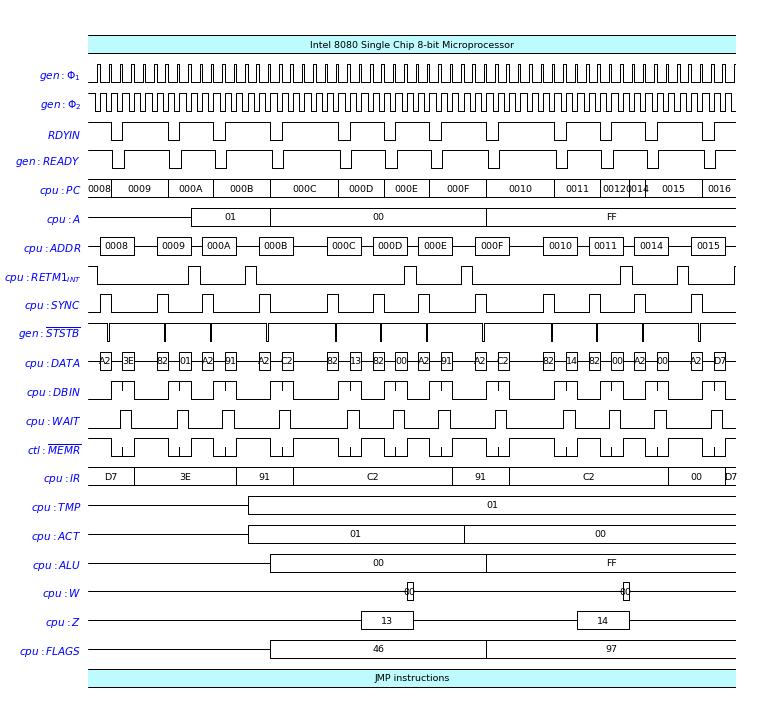 Intel 8080 Single Chip 8-bit Microprocessor
gen : Φ₁
gen : Φ₂
RDYIN
gen : READY
cpu : PC 0008 0009 000A 000B 000C 000D 000E 000F 0010 0011 0012 0014 0015 0016
cpu : A 01 00 FF
cpu : ADDR 0008 0009 000A 000B 000C 000D 000E 000F 0010 0011 0014 0015
cpu : RETM1INT
cpu : SYNC
gen : STSTB
cpu : DATA A2 3E 82 01 A2 91 A2 C2 82 13 82 00 A2 91 A2 C2 82 14 82 00 A2 00 A2 D7
cpu : DBIN
cpu : WAIT
ctl : MEMR
cpu : IR D7 3E 91 C2 91 C2 00 D7
cpu : TMP 01
cpu : ACT 01 00
cpu : ALU 00 FF
cpu : W 00 00
cpu : Z 13 14
cpu : FLAGS 46 97
JMP instructions